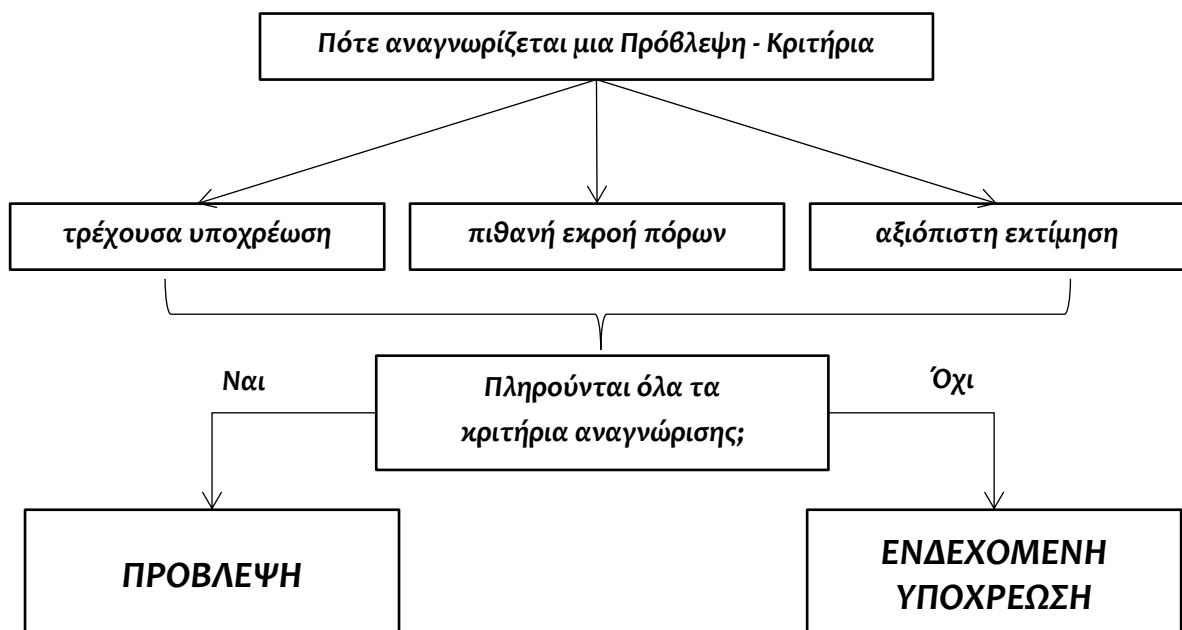 Πότε αναγνωρίζεται μια Πρόβλεψη - Κριτήρια
τρέχουσα υποχρέωση
πιθανή εκροή πόρων
αξιόπιστη εκτίμηση
Ναι
Πληρούνται όλα τα
κριτήρια αναγνώρισης;
Όχι
ΠΡΟΒΛΕΨΗ
ΕΝΔΕΧΟΜΕΝΗ
ΥΠΟΧΡΕΩΣΗ